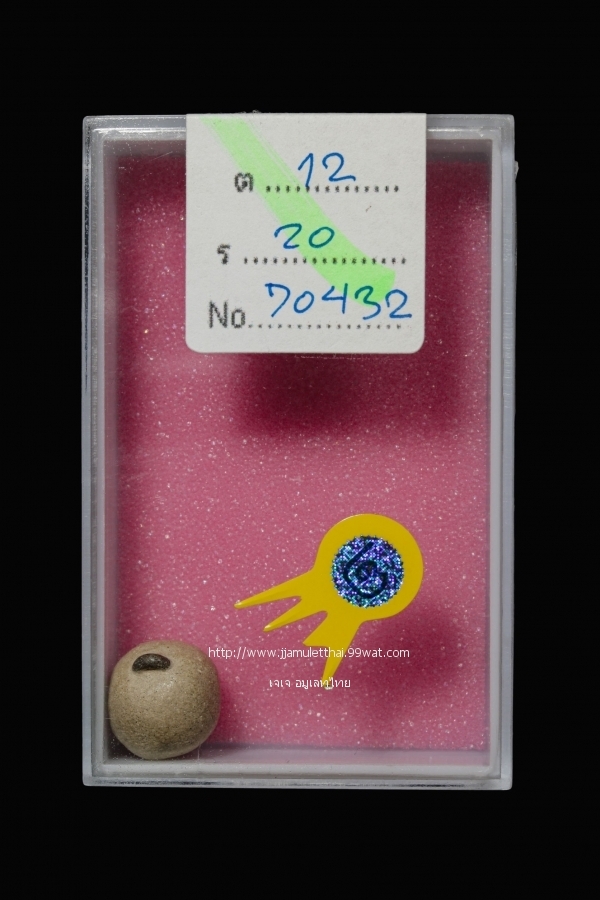 ต 12
ร 20
No 70432
http://www.jjamuletthai.99wat.com
เจเจ อมูเลทไทย